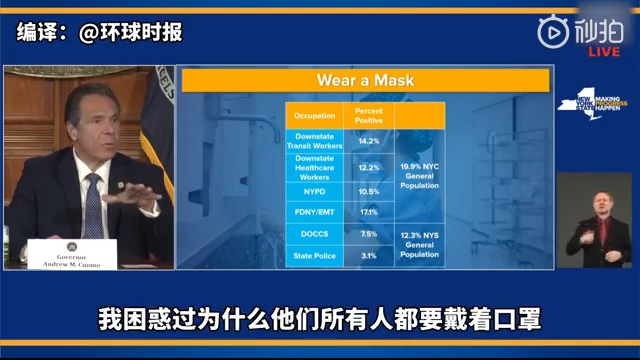 编译：@环球时报
秒拍
LIVE
Wear a Mask
Occupation
Percent
Positive
Downstate
Transit Workers
14.2%
Downstate
Healthcare
Workers
12.2%
19.9% NYC
General
Population
NYPD
10.5%
FDNY/EMT
17.1%
DOCCS
7.5%
12.3% NYS
General
Population
State Police
3.1%
NEW YORK
STATE
MAKING
PROGRESS
HAPPEN
Governor
Andrew M. Cuomo
我困惑过为什么他们所有人都要戴着口罩